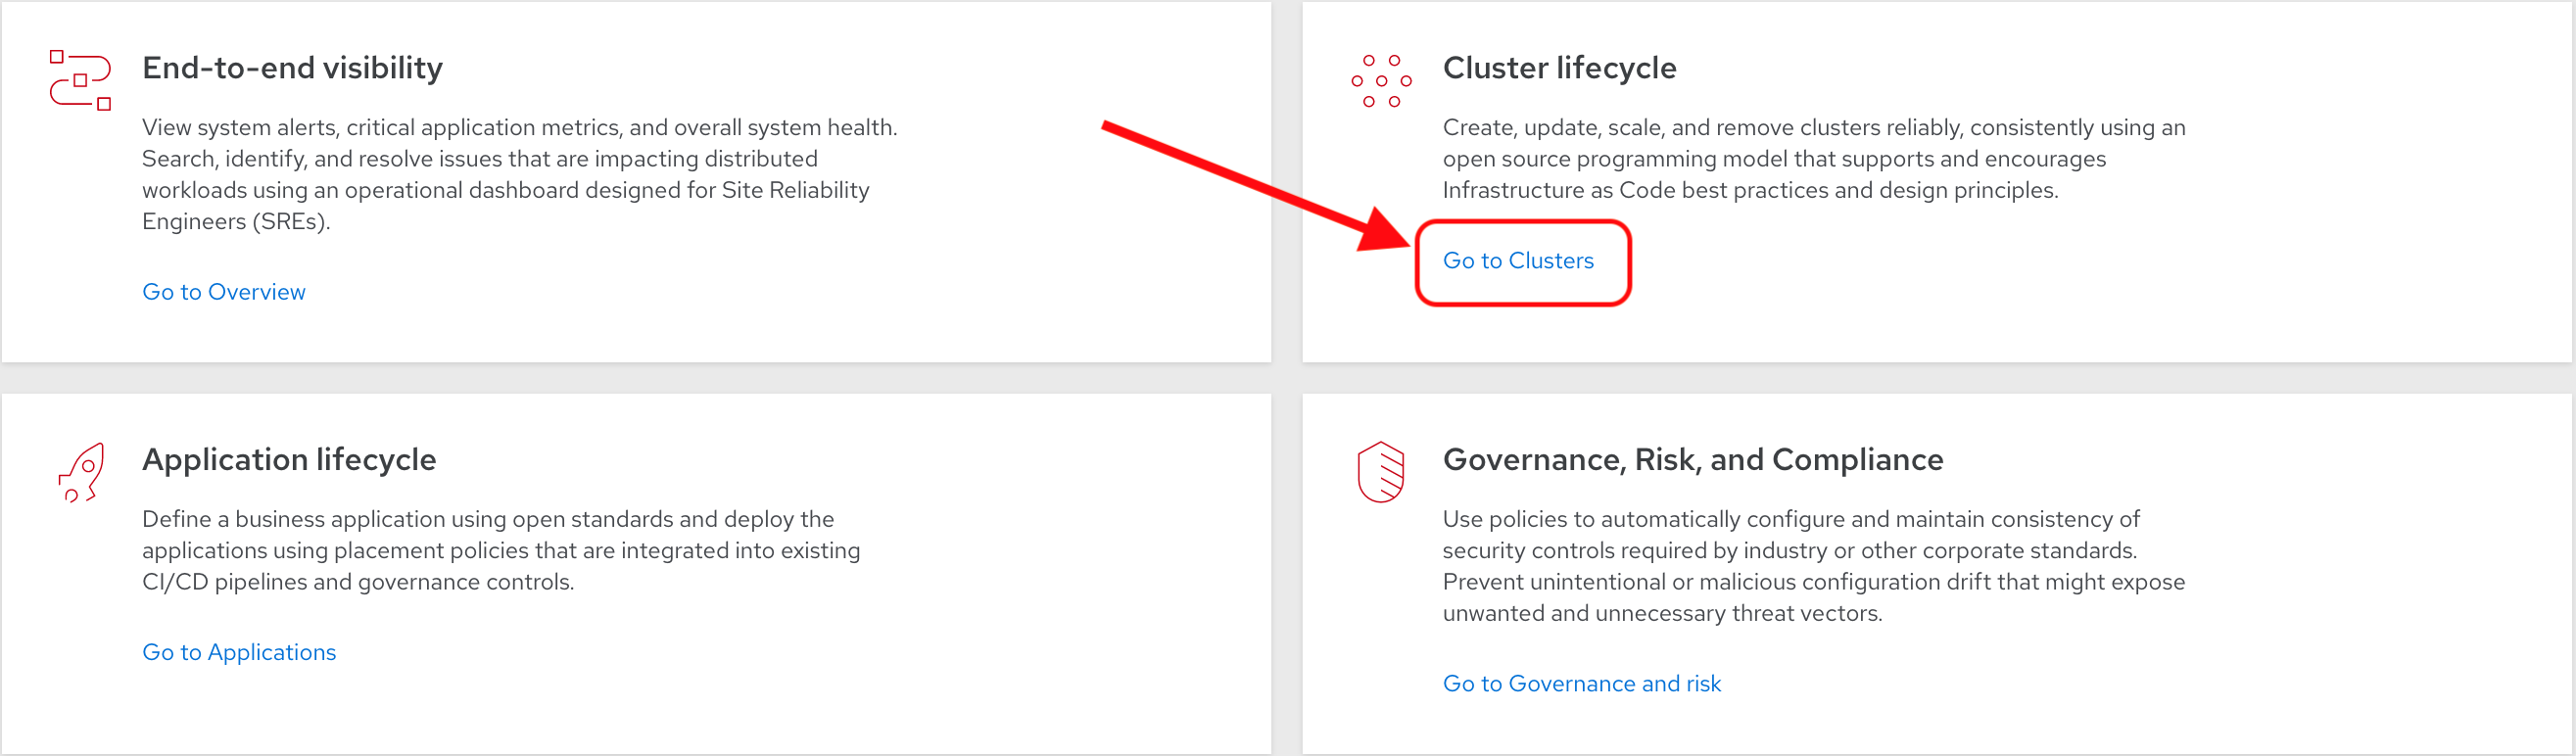 End-to-end visibility
View system alerts, critical application metrics, and overall system health.
Search, identify, and resolve issues that are impacting distributed
workloads using an operational dashboard designed for Site Reliability
Engineers (SREs).
Go to Overview
Cluster lifecycle
Create, update, scale, and remove clusters reliably, consistently using an
open source programming model that supports and encourages
Infrastructure as Code best practices and design principles.
Go to Clusters
Application lifecycle
Define a business application using open standards and deploy the
applications using placement policies that are integrated into existing
CI/CD pipelines and governance controls.
Go to Applications
Governance, Risk, and Compliance
Use policies to automatically configure and maintain consistency of
security controls required by industry or other corporate standards.
Prevent unintentional or malicious configuration drift that might expose
unwanted and unnecessary threat vectors.
Go to Governance and risk